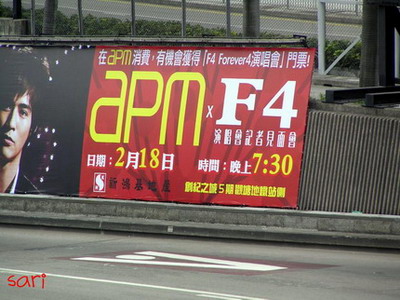 在apm消費，有機會獲得「F4 Forever4演唱會」門票!
apm x F4
演唱會記者見面會
日期：2月18日 時間：晚上7:30
S 新鴻基地產 創紀之城5期觀塘地鐵站側
sari